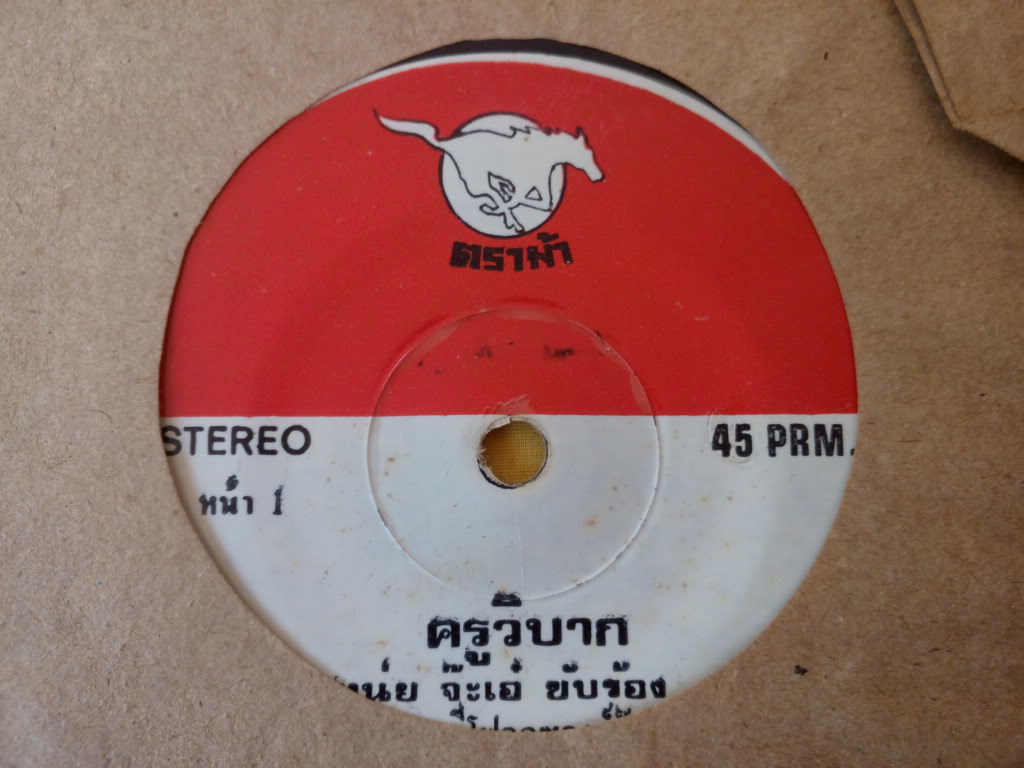 ตราม้า
STEREO
45 PRM.
หน้า 1
ครูวิบาก
จ๊ะเอ๋ ขับร้อง